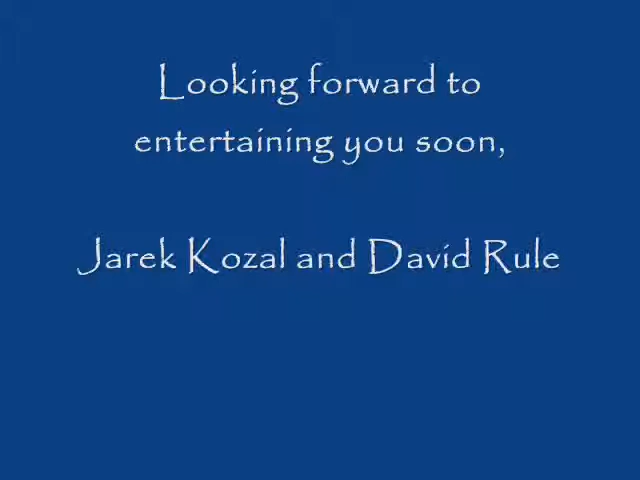 Looking forward to
entertaining you soon,
Jarek Kozal and David Rule